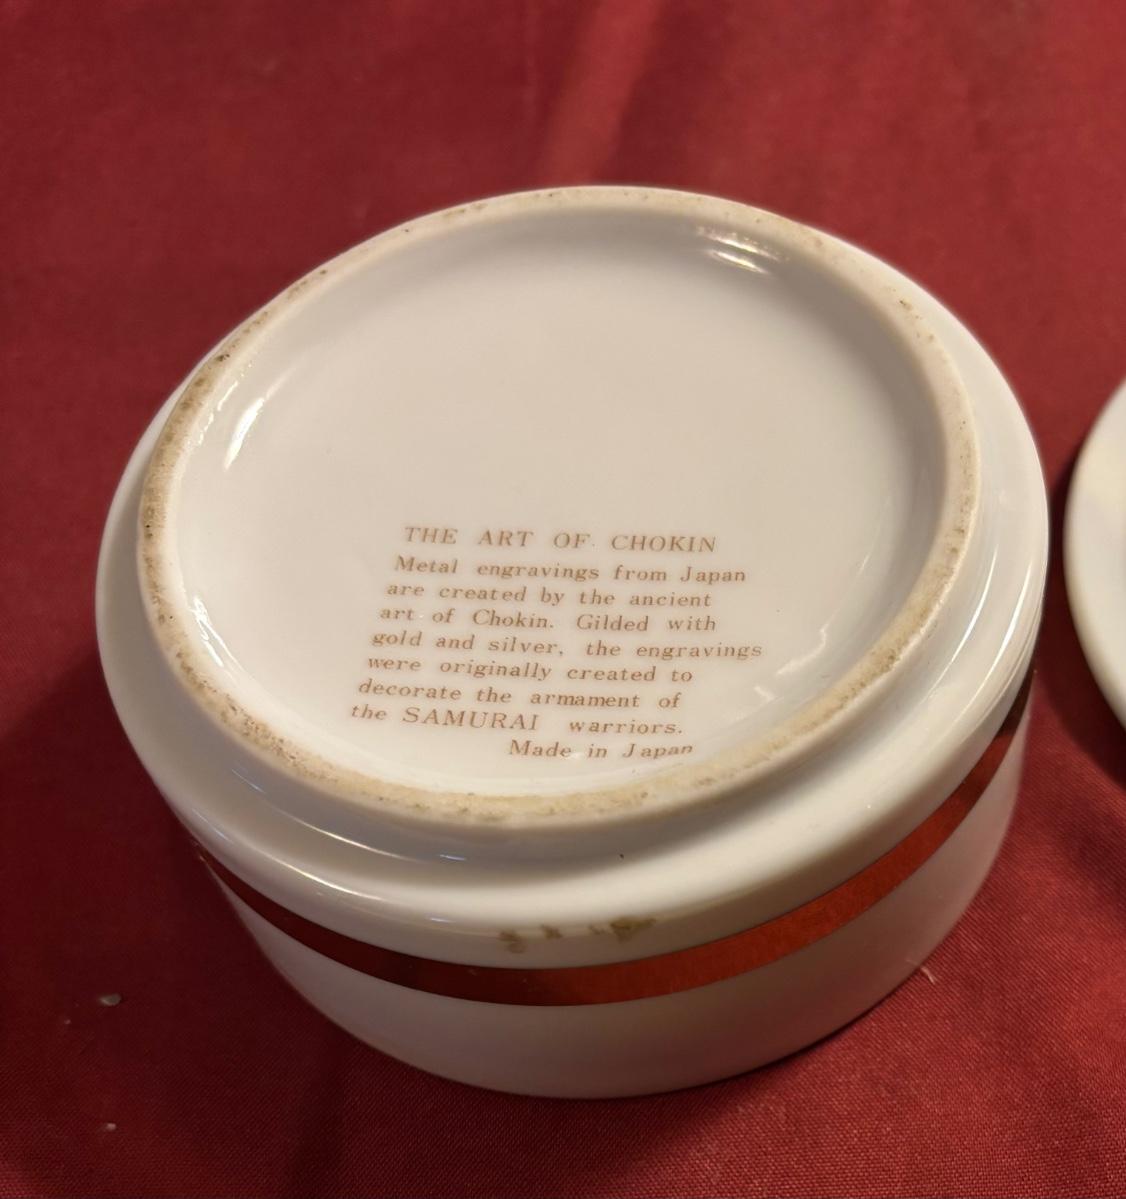 THE ART OF CHOKIN
Metal engravings from Japan
are created by the ancient
art of Chokin. Gilded with
gold and silver, the engravings
were originally created to
decorate the armament of
the SAMURAI warriors.
Made in Japan